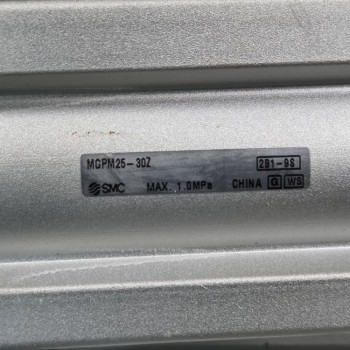 MGPM25-30Z 2B1-9S
SMC MAX. 1.0MPa CHINA G WS